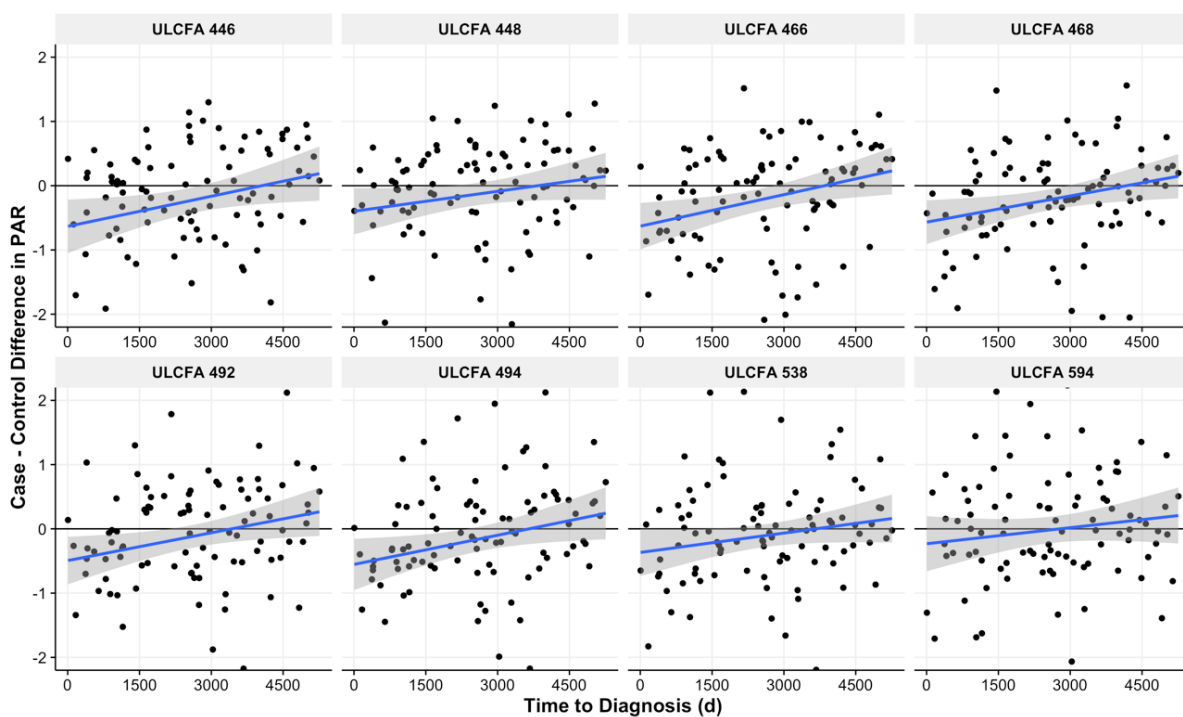 ULCFA 446 ULCFA 448 ULCFA 466 ULCFA 468
2
1
0
-1
-2
0 1500 3000 4500 0 1500 3000 4500 0 1500 3000 4500 0 1500 3000 4500
Case - Control Difference in PAR
ULCFA 492 ULCFA 494 ULCFA 538 ULCFA 594
2
1
0
-1
-2
0 1500 3000 4500 0 1500 3000 4500 0 1500 3000 4500 0 1500 3000 4500
Time to Diagnosis (d)